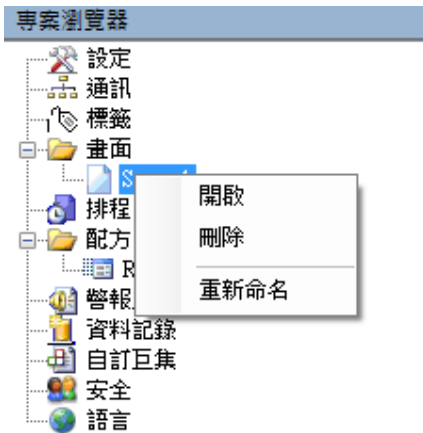 專案瀏覽器
設定
通訊
標籤
畫面
開啟
刪除
重新命名
排程
配方
R
警報
資料記錄
自訂巨集
安全
語言